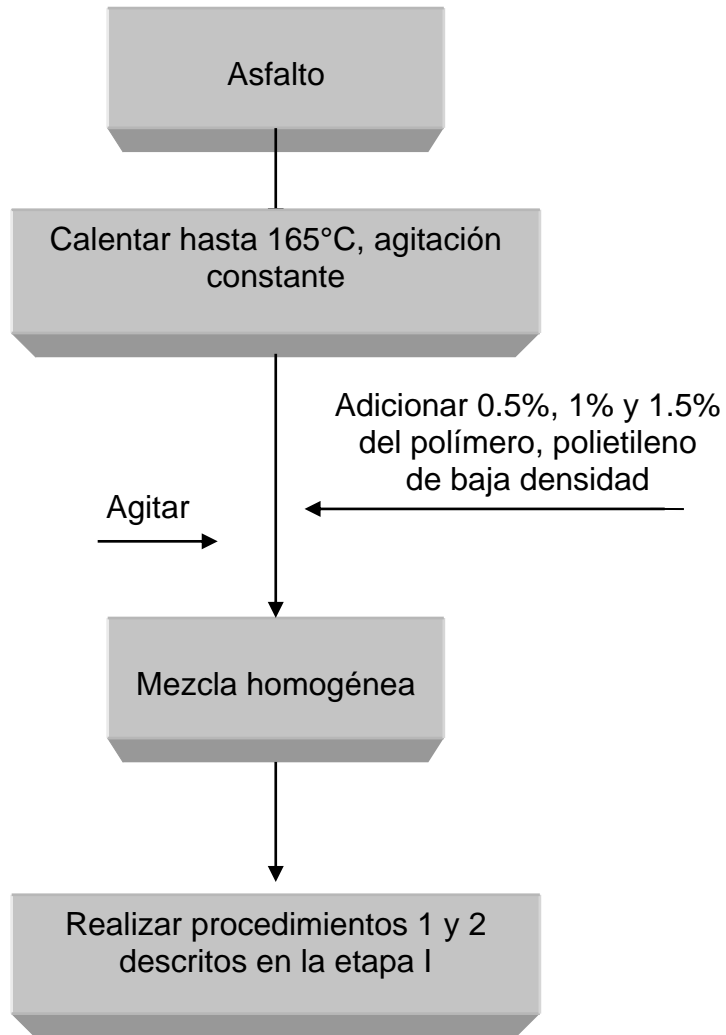 Asfalto
Calentar hasta 165°C, agitación
constante
Adicionar 0.5%, 1% y 1.5%
del polímero, polietileno
de baja densidad
Agitar
Mezcla homogénea
Realizar procedimientos 1 y 2
descritos en la etapa I